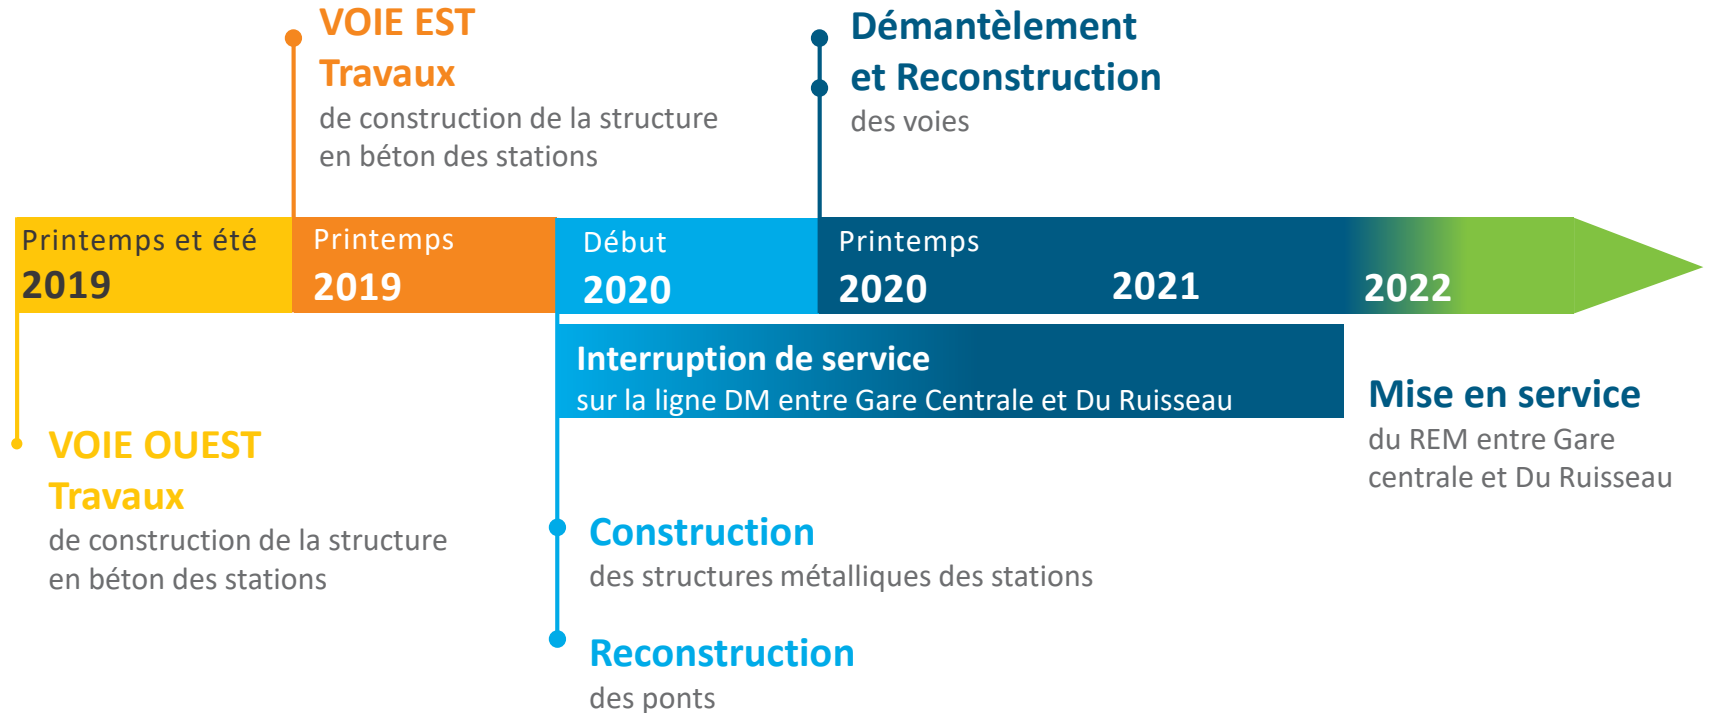 VOIE EST
Travaux
de construction de la structure
en béton des stations
Démantèlement
et Reconstruction
des voies
Printemps et été
2019
Printemps
2019
Début
2020
Printemps
2020
2021
2022
Interruption de service
sur la ligne DM entre Gare Centrale et Du Ruisseau
Mise en service
du REM entre Gare
centrale et Du Ruisseau
VOIE OUEST
Travaux
de construction de la structure
en béton des stations
Construction
des structures métalliques des stations
Reconstruction
des ponts